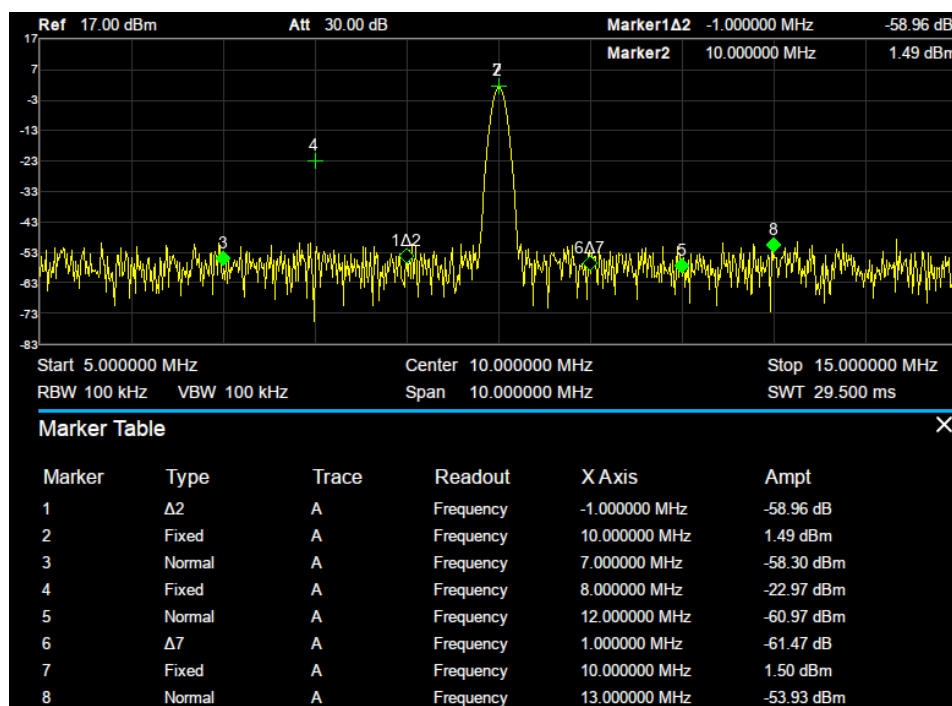 Ref 17.00 dBm Att 30.00 dB Marker1Δ2 -1.000000 MHz -58.96 dB
17
Marker2 10.000000 MHz 1.49 dBm
7
-3
-13
-23
-33
-43
-53
-63
-73
-83
4
3
1Δ2
6Δ7
5
8
Start 5.000000 MHz Center 10.000000 MHz Stop 15.000000 MHz
RBW 100 kHz VBW 100 kHz Span 10.000000 MHz SWT 29.500 ms
Marker Table
Marker Type Trace Readout X Axis Ampt
1 Δ2 A Frequency -1.000000 MHz -58.96 dB
2 Fixed A Frequency 10.000000 MHz 1.49 dBm
3 Normal A Frequency 7.000000 MHz -58.30 dBm
4 Fixed A Frequency 8.000000 MHz -22.97 dBm
5 Normal A Frequency 12.000000 MHz -60.97 dBm
6 Δ7 A Frequency 1.000000 MHz -61.47 dB
7 Fixed A Frequency 10.000000 MHz 1.50 dBm
8 Normal A Frequency 13.000000 MHz -53.93 dBm